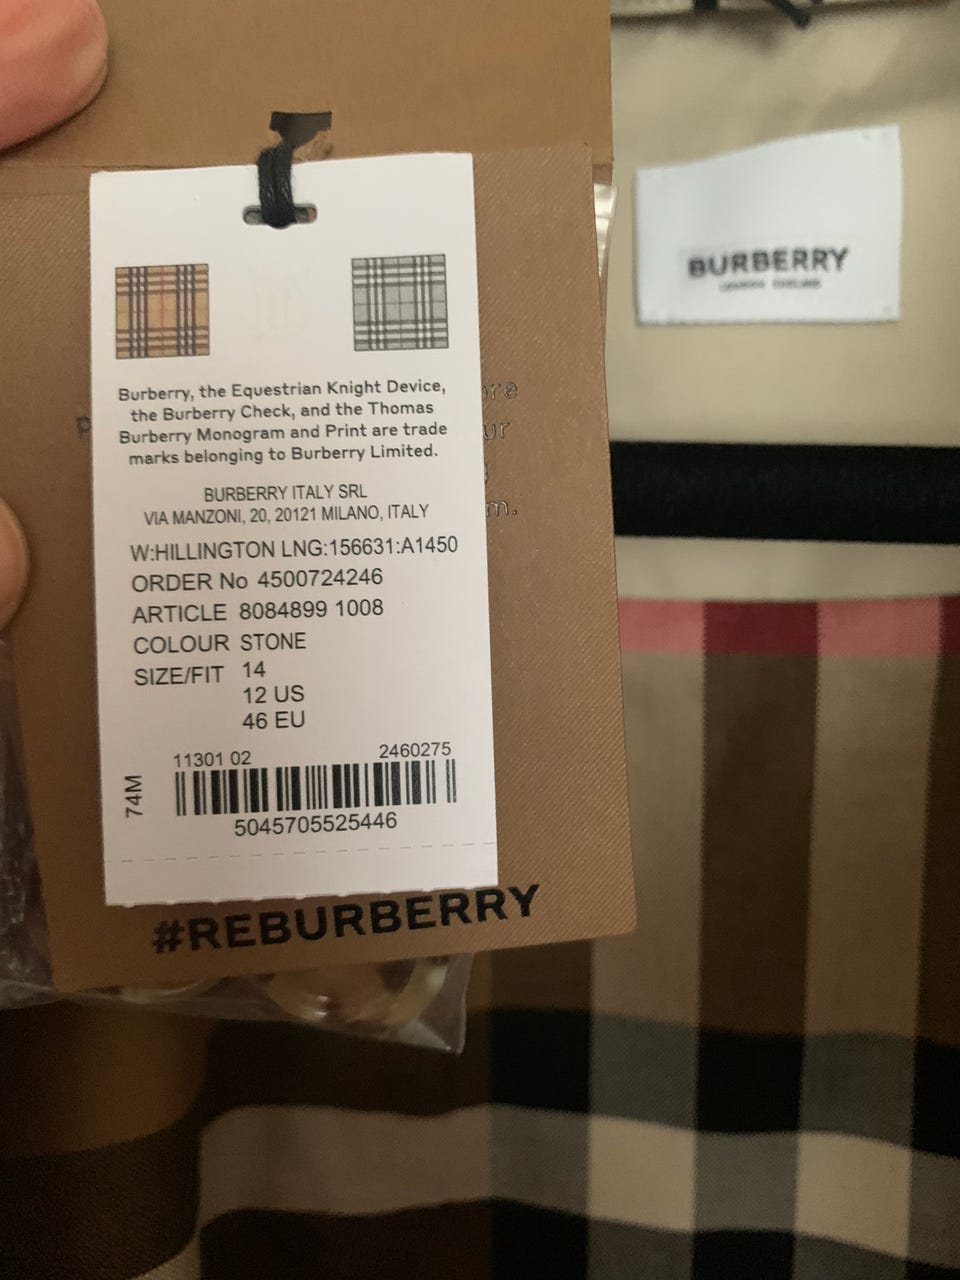 Burberry, the Equestrian Knight Device,
the Burberry Check, and the Thomas
Burberry Monogram and Print are trade
marks belonging to Burberry Limited.
BURBERRY ITALY SRL
VIA MANZONI, 20, 20121 MILANO, ITALY
W:HILLINGTON LNG:156631:A1450
ORDER No 4500724246
ARTICLE 8084899 1008
COLOUR STONE
SIZE/FIT 14
12 US
46 EU
11301 02 2460275
74M
5045705525446
#REBURBERRY
BURBERRY
LONDON ENGLAND